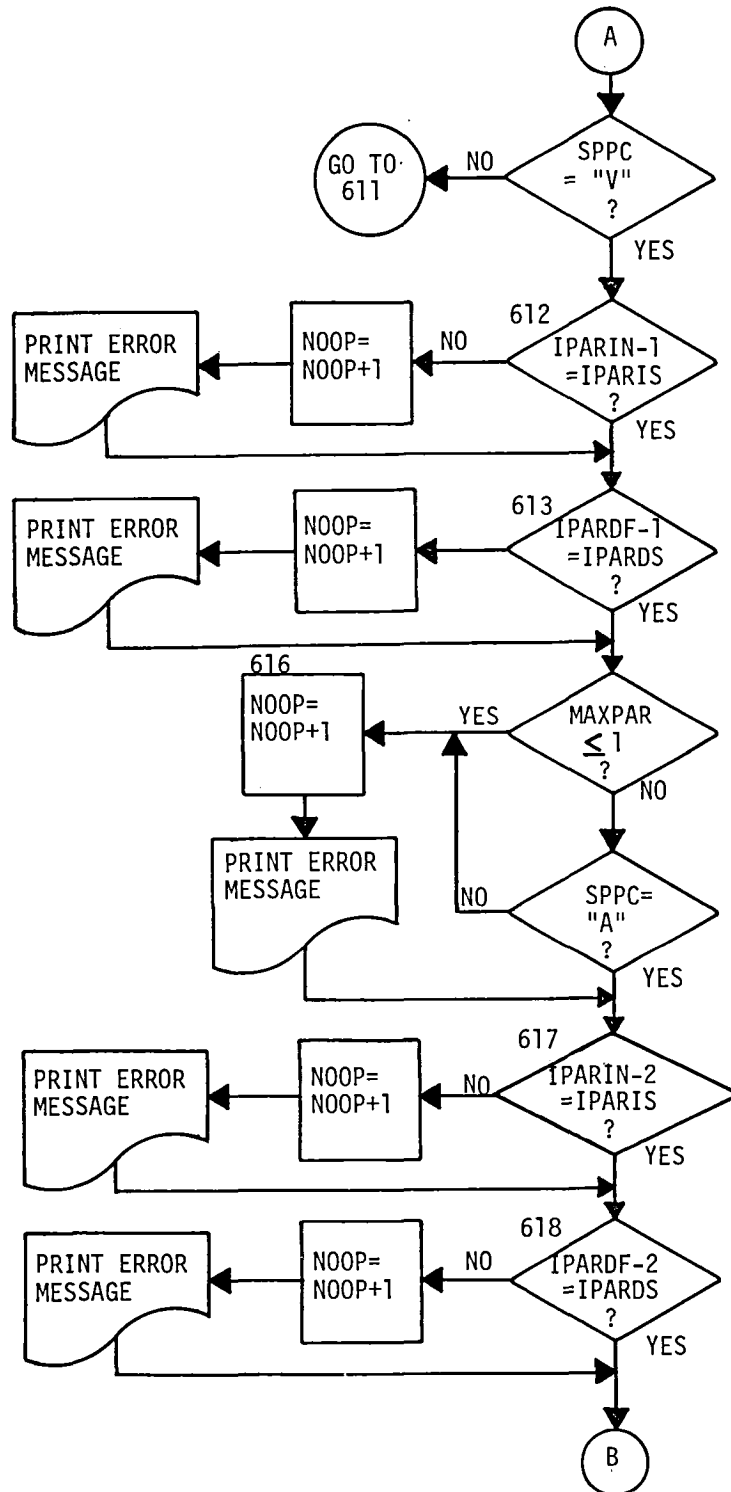 A
SPPC
= "V"
?
NO
GO TO
611
YES
612
IPARIN-1
=IPARIS
?
NO
NOOP=
NOOP+1
PRINT ERROR
MESSAGE
YES
613
IPARDF-1
=IPARDS
?
NOOP=
NOOP+1
PRINT ERROR
MESSAGE
YES
616
NOOP=
NOOP+1
YES
MAXPAR
≤ 1
?
NO
PRINT ERROR
MESSAGE
NO
SPPC=
"A"
?
YES
617
IPARIN-2
=IPARIS
?
NO
NOOP=
NOOP+1
PRINT ERROR
MESSAGE
YES
618
IPARDF-2
=IPARDS
?
NO
NOOP=
NOOP+1
PRINT ERROR
MESSAGE
YES
B